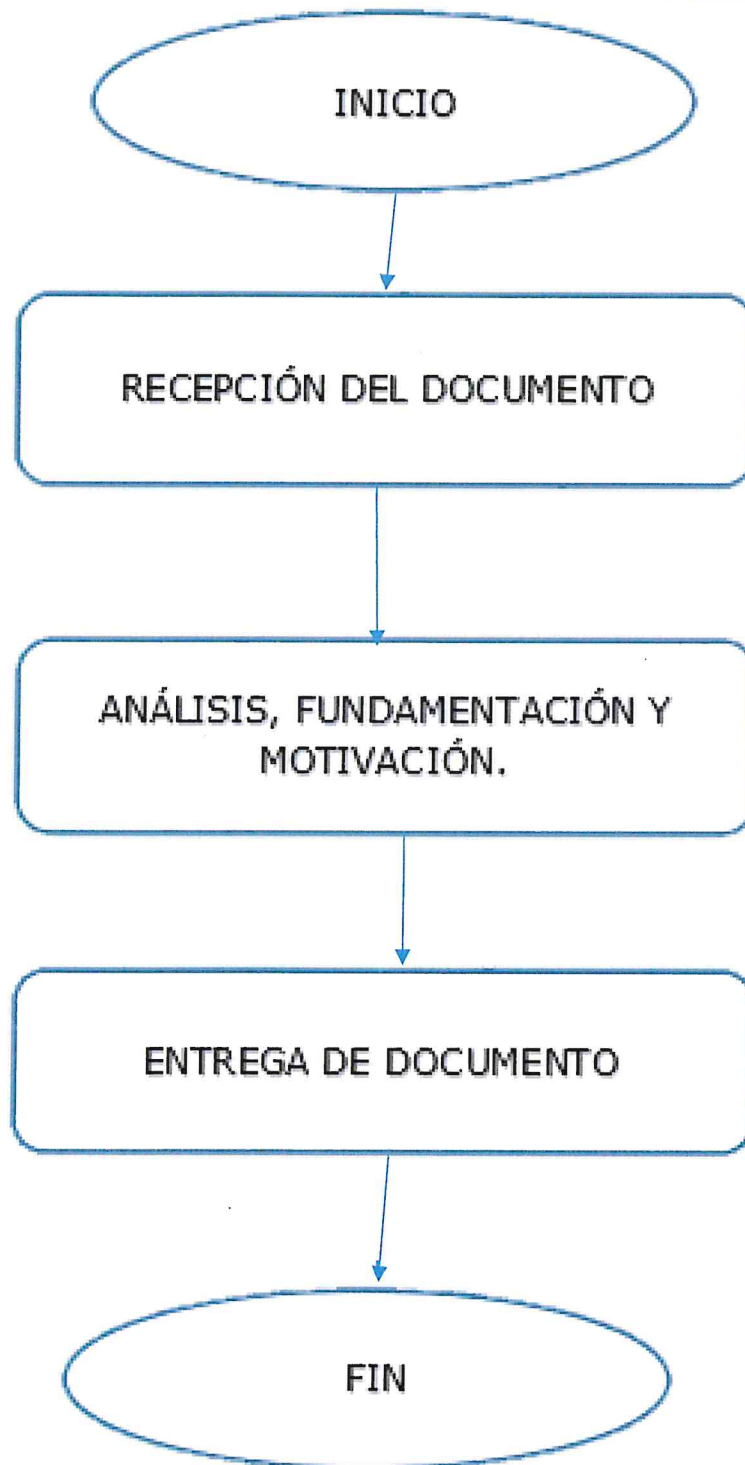 INICIO
RECEPCIÓN DEL DOCUMENTO
ANÁLISIS, FUNDAMENTACIÓN Y
MOTIVACIÓN.
ENTREGA DE DOCUMENTO
FIN